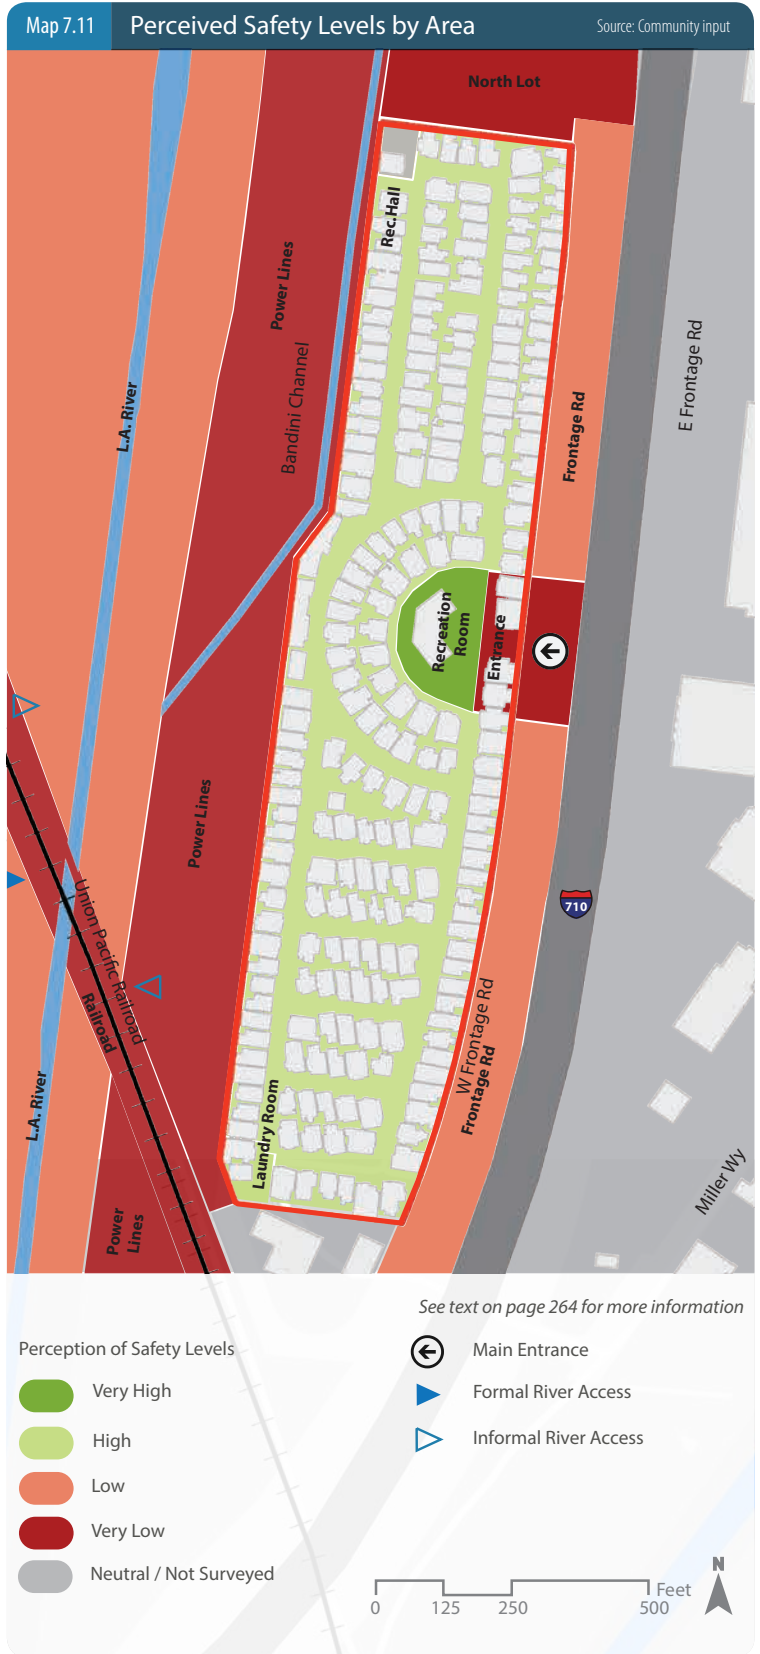 Map 7.11
Perceived Safety Levels by Area
Source: Community input
North Lot
Rec.Hall
Power Lines
Bandini Channel
L.A. River
E Frontage Rd
Frontage Rd
Recreation
Room
Entrance
Power Lines
710
Union Pacific Railroad
Railroad
W Frontage Rd
Frontage Rd
L.A. River
Laundry Room
Miller Wy
Power
Lines
See text on page 264 for more information
Perception of Safety Levels
Very High
High
Low
Very Low
Neutral / Not Surveyed
Main Entrance
Formal River Access
Informal River Access
N
Feet
0 125 250 500